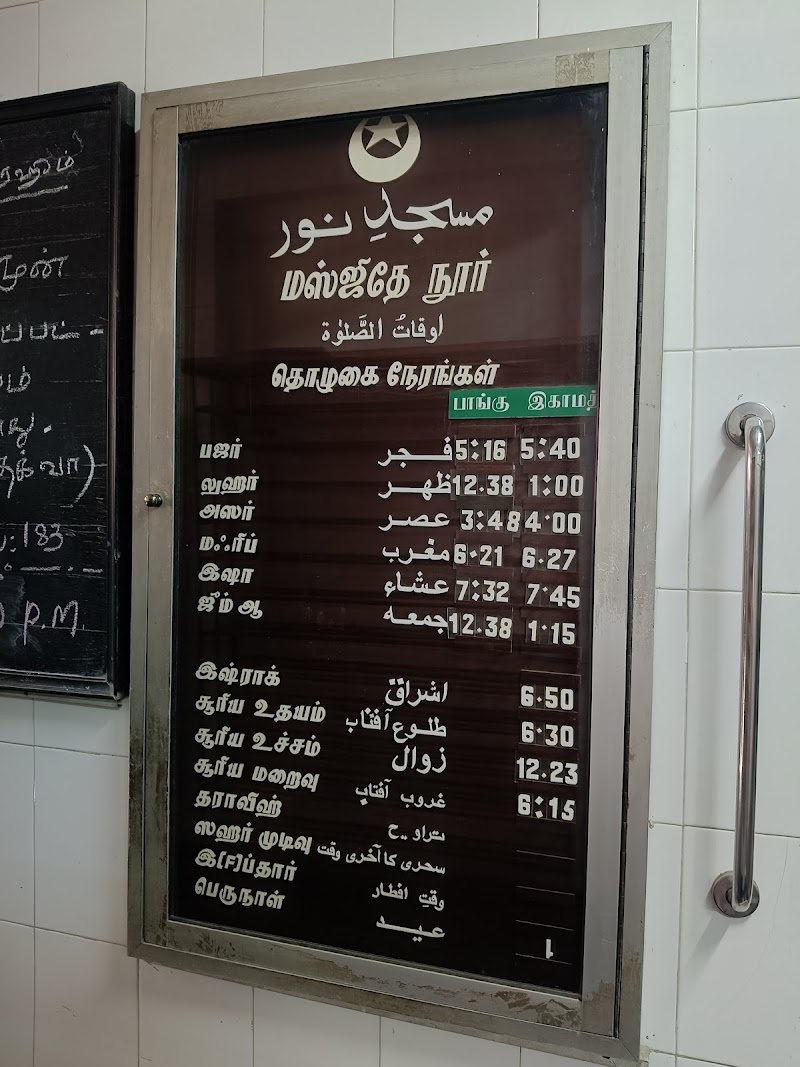 مسجدِ نور
மஸ்ஜிதே நூர்
اوقاتُ الصَّلوٰة
தொழுகை நேரங்கள்
பாங்கு இகாமத்
பஜர் فجر 5:16 5:40
லுஹர் ظهر 12.38 1:00
அஸர் عصر 3:48 4:00
மஃரிப் مغرب 6.21 6.27
இஷா عشاء 7:32 7:45
ஜும்ஆ جمعه 12.38 1.15
இஷ்ராக் اشراق 6.50
சூரிய உதயம் طلوع آفتاب 6:30
சூரிய உச்சம் زوال 12.23
சூரிய மறைவு غروب آفتاب 6:15
தராவீஹ் تراویح
ஸஹர் முடிவு سحری کا آخری وقت
இ(F)ப்தார் وقتِ افطار
பெருநாள் عید
183
P.M.